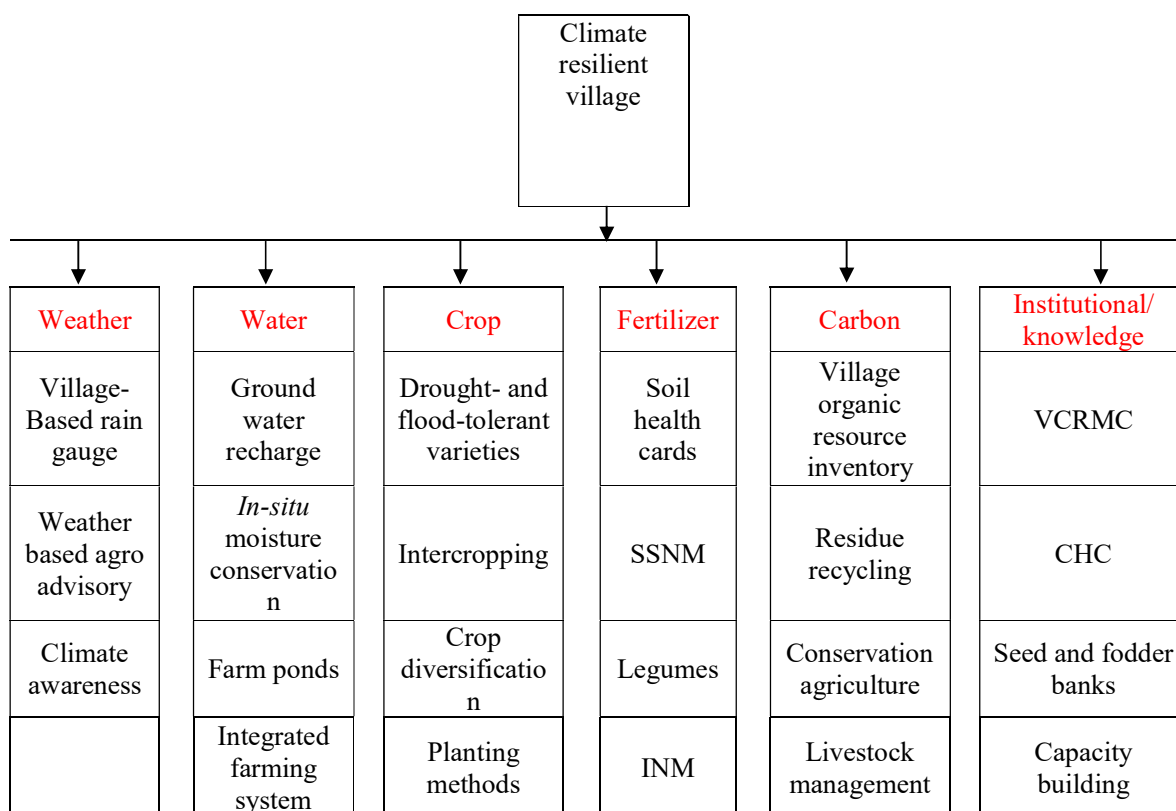 Climate
resilient
village
Weather
Village-
Based rain
gauge
Weather
based agro
advisory
Climate
awareness
Water
Ground
water
recharge
In-situ
moisture
conservatio
n
Farm ponds
Integrated
farming
system
Crop
Drought- and
flood-tolerant
varieties
Intercropping
Crop
diversificatio
n
Planting
methods
Fertilizer
Soil
health
cards
SSNM
Legumes
INM
Carbon
Village
organic
resource
inventory
Residue
recycling
Conservation
agriculture
Livestock
management
Institutional/
knowledge
VCRMC
CHC
Seed and fodder
banks
Capacity
building